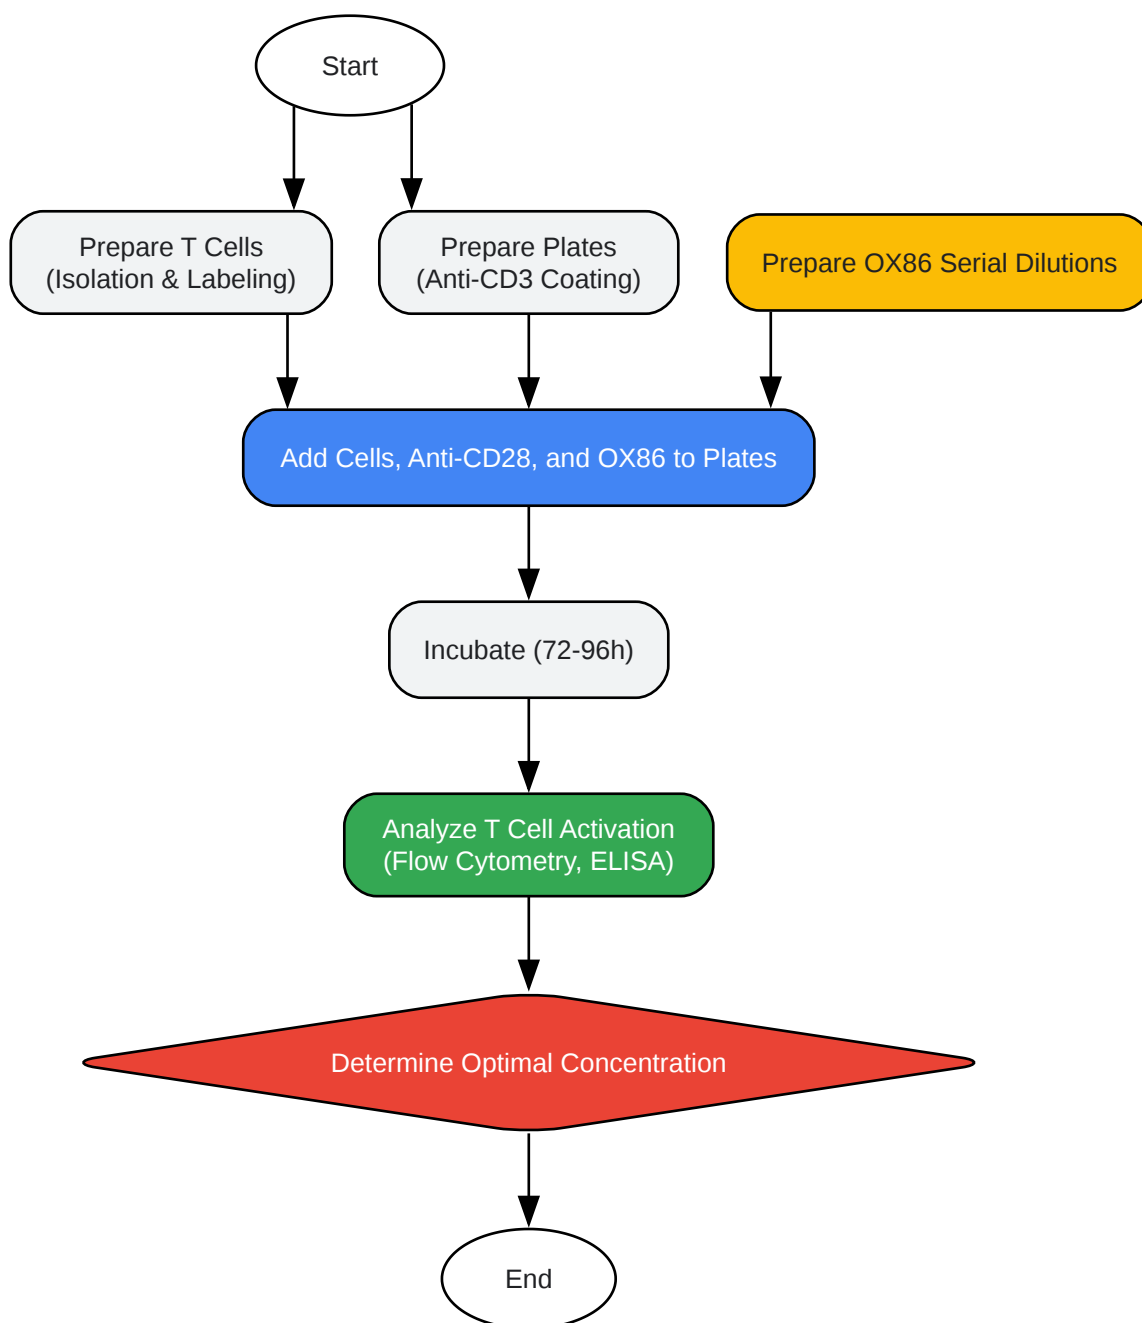 Start
Prepare T Cells
(Isolation & Labeling)
Prepare Plates
(Anti-CD3 Coating)
Prepare OX86 Serial Dilutions
Add Cells, Anti-CD28, and OX86 to Plates
Incubate (72-96h)
Analyze T Cell Activation
(Flow Cytometry, ELISA)
Determine Optimal Concentration
End